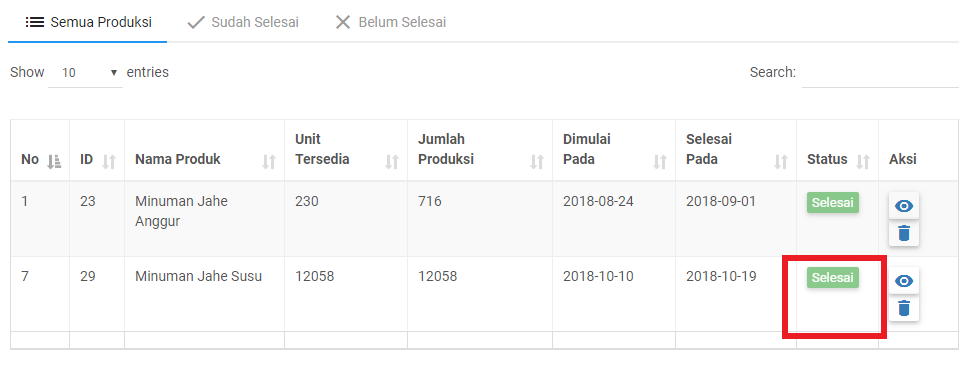 Semua Produksi Sudah Selesai Belum Selesai
Show 10 entries Search:
No ID Nama Produk Unit Tersedia Jumlah Produksi Dimulai Pada Selesai Pada Status Aksi
1 23 Minuman Jahe Anggur 230 716 2018-08-24 2018-09-01 Selesai
7 29 Minuman Jahe Susu 12058 12058 2018-10-10 2018-10-19 Selesai